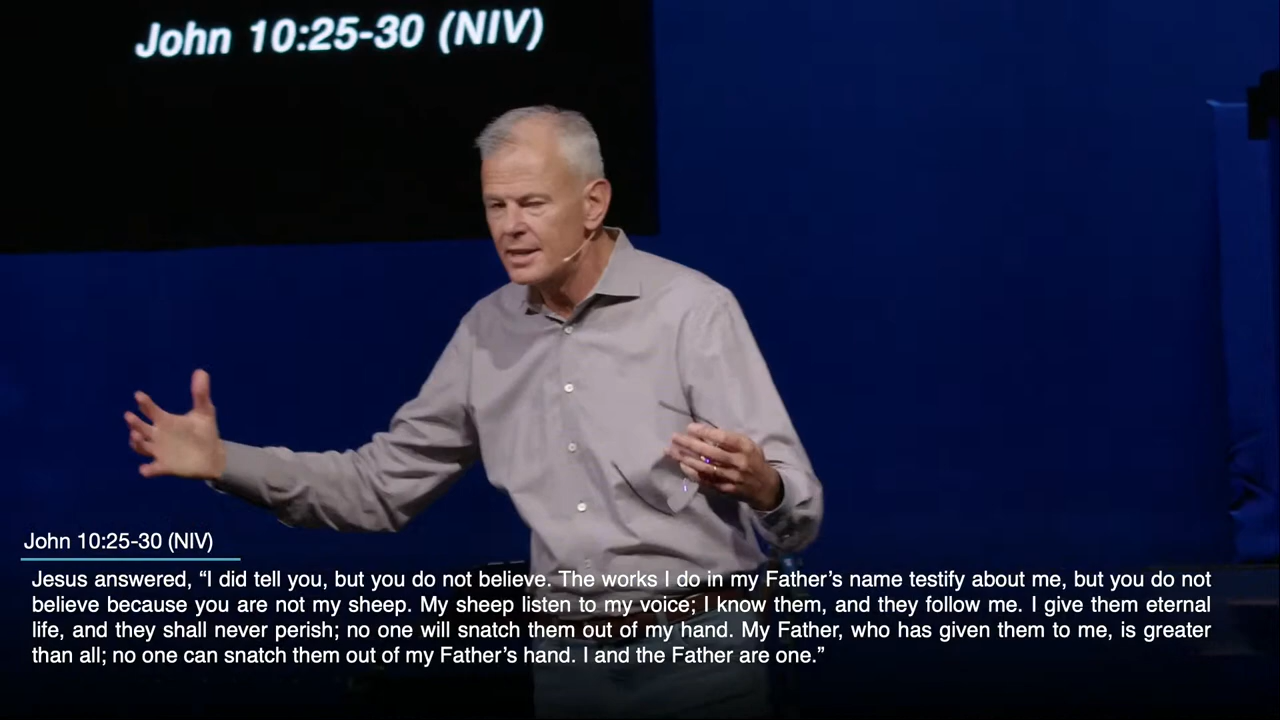 John 10:25-30 (NIV)
John 10:25-30 (NIV)
Jesus answered, “I did tell you, but you do not believe. The works I do in my Father’s name testify about me, but you do not
believe because you are not my sheep. My sheep listen to my voice; I know them, and they follow me. I give them eternal
life, and they shall never perish; no one will snatch them out of my hand. My Father, who has given them to me, is greater
than all; no one can snatch them out of my Father’s hand. I and the Father are one.”